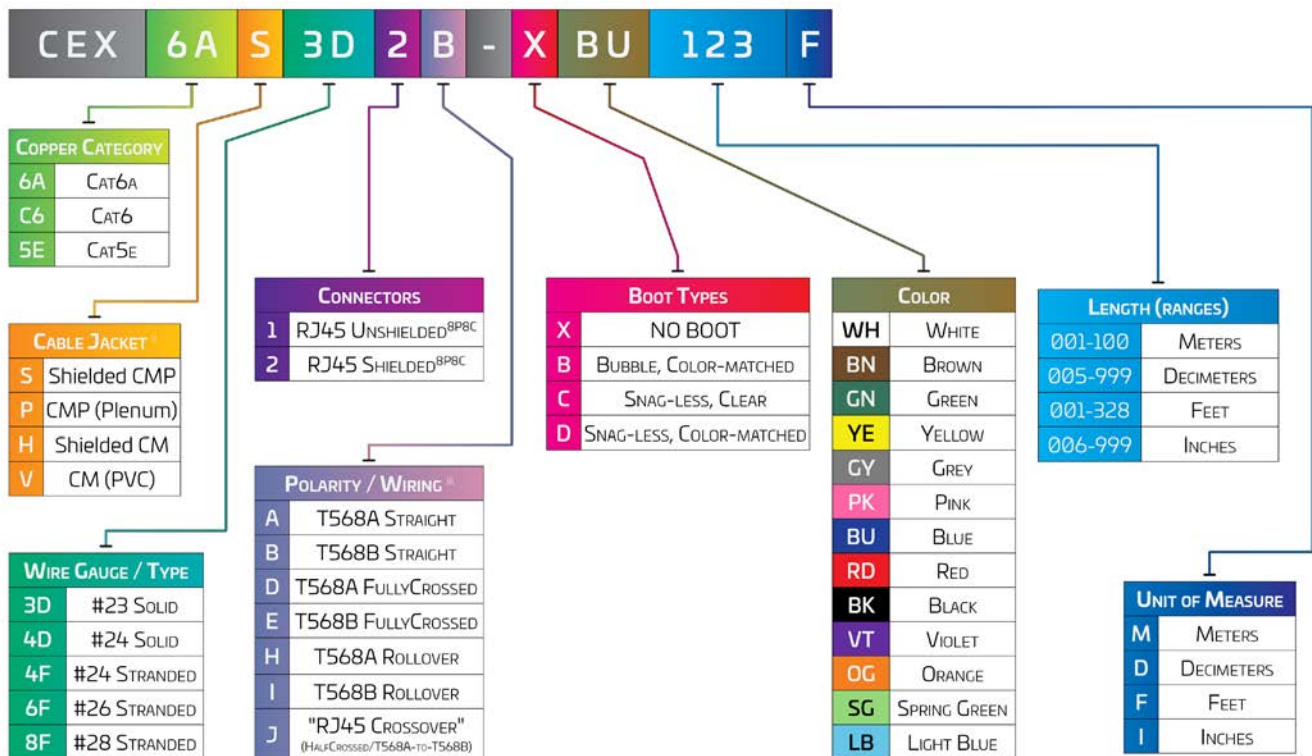 CEX 6A S 3D 2 B - X BU 123 F
COPPER CATEGORY
6A CAT6A
C6 CAT6
5E CAT5E
CABLE JACKET
S Shielded CMP
P CMP (Plenum)
H Shielded CM
V CM (PVC)
WIRE GAUGE / TYPE
3D #23 SOLID
4D #24 SOLID
4F #24 STRANDED
6F #26 STRANDED
8F #28 STRANDED
CONNECTORS
1 RJ45 UNSHIELDED 8P8C
2 RJ45 SHIELDED 8P8C
POLARITY / WIRING
A T568A STRAIGHT
B T568B STRAIGHT
D T568A FULLYCROSSED
E T568B FULLYCROSSED
H T568A ROLLOVER
I T568B ROLLOVER
J "RJ45 CROSSOVER"
(HALFCROSSED/T568A-TO-T568B)
BOOT TYPES
X NO BOOT
B BUBBLE, COLOR-MATCHED
C SNAG-LESS, CLEAR
D SNAG-LESS, COLOR-MATCHED
COLOR
WH WHITE
BN BROWN
GN GREEN
YE YELLOW
GY GREY
PK PINK
BU BLUE
RD RED
BK BLACK
VT VIOLET
OG ORANGE
SG SPRING GREEN
LB LIGHT BLUE
LENGTH (RANGES)
001-100 METERS
005-999 DECIMETERS
001-328 FEET
006-999 INCHES
UNIT OF MEASURE
M METERS
D DECIMETERS
F FEET
I INCHES